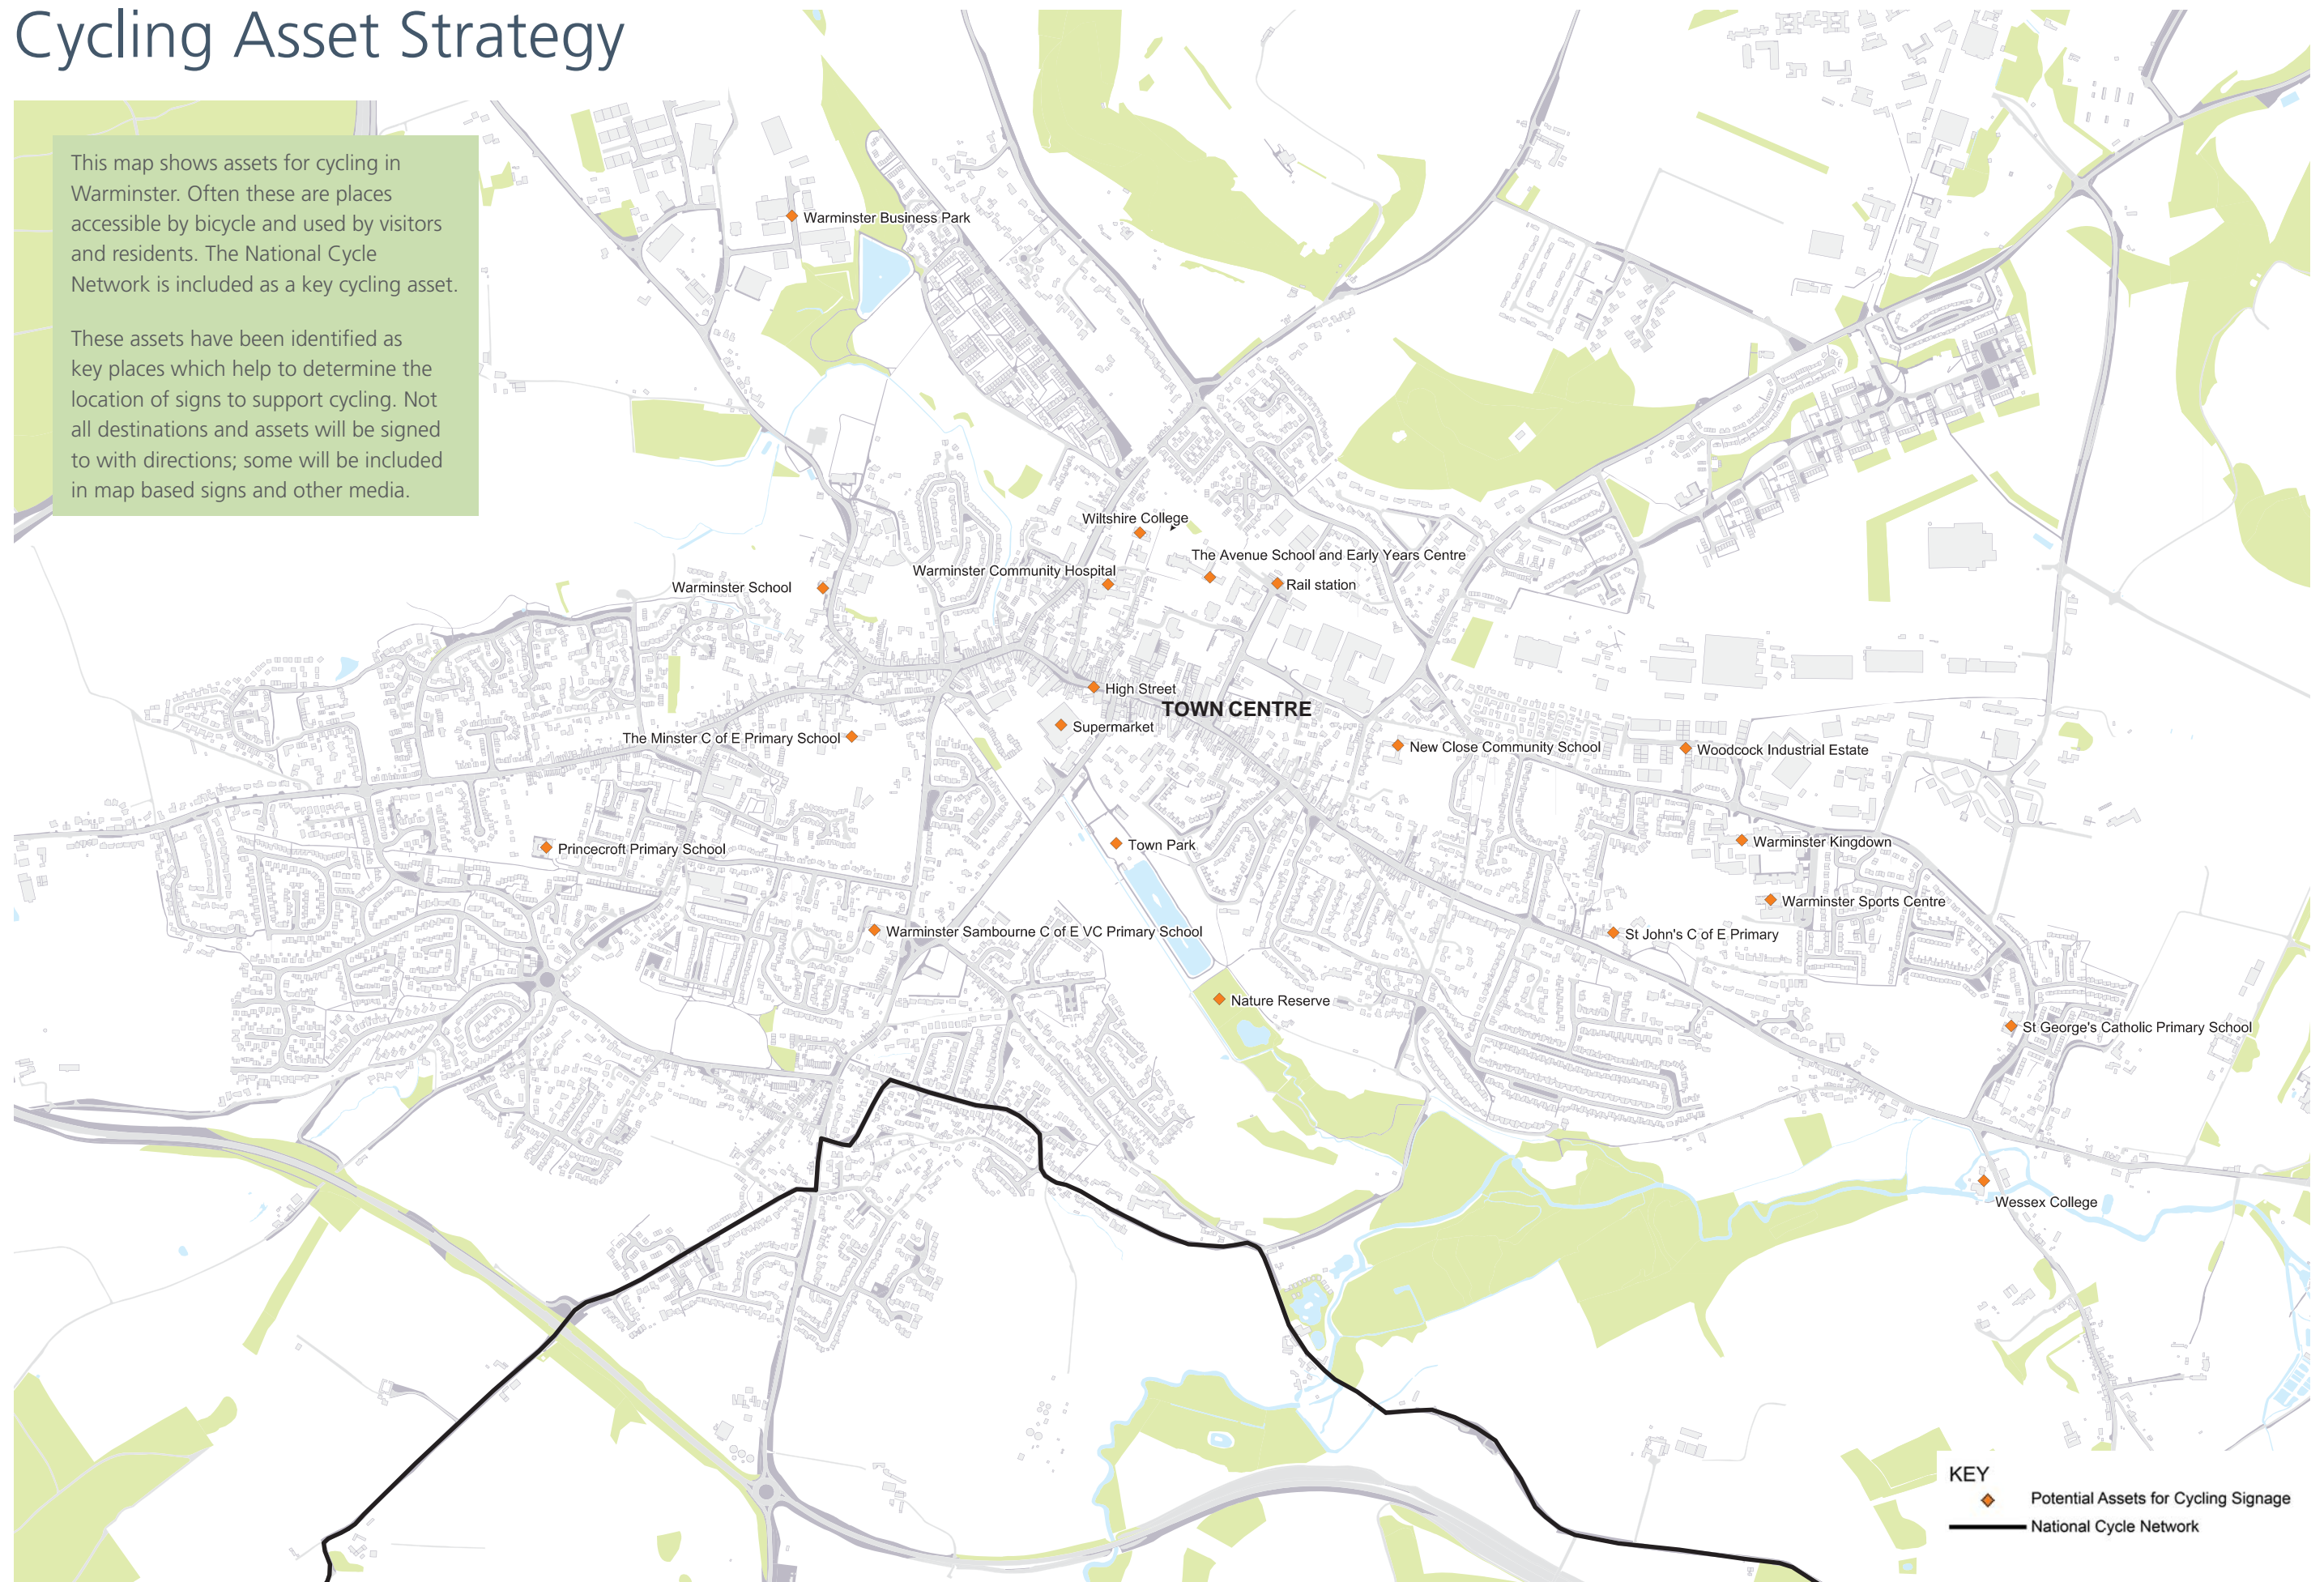 Cycling Asset Strategy
This map shows assets for cycling in
Warminster. Often these are places
accessible by bicycle and used by visitors
and residents. The National Cycle
Network is included as a key cycling asset.
These assets have been identified as
key places which help to determine the
location of signs to support cycling. Not
all destinations and assets will be signed
to with directions; some will be included
in map based signs and other media.
Warminster Business Park
Wiltshire College
The Avenue School and Early Years Centre
Warminster Community Hospital
Rail station
Warminster School
High Street
TOWN CENTRE
Supermarket
The Minster C of E Primary School
New Close Community School
Woodcock Industrial Estate
Princecroft Primary School
Town Park
Warminster Kingdown
Warminster Sports Centre
Warminster Sambourne C of E VC Primary School
St John's C of E Primary
Nature Reserve
St George's Catholic Primary School
Wessex College
KEY
Potential Assets for Cycling Signage
National Cycle Network